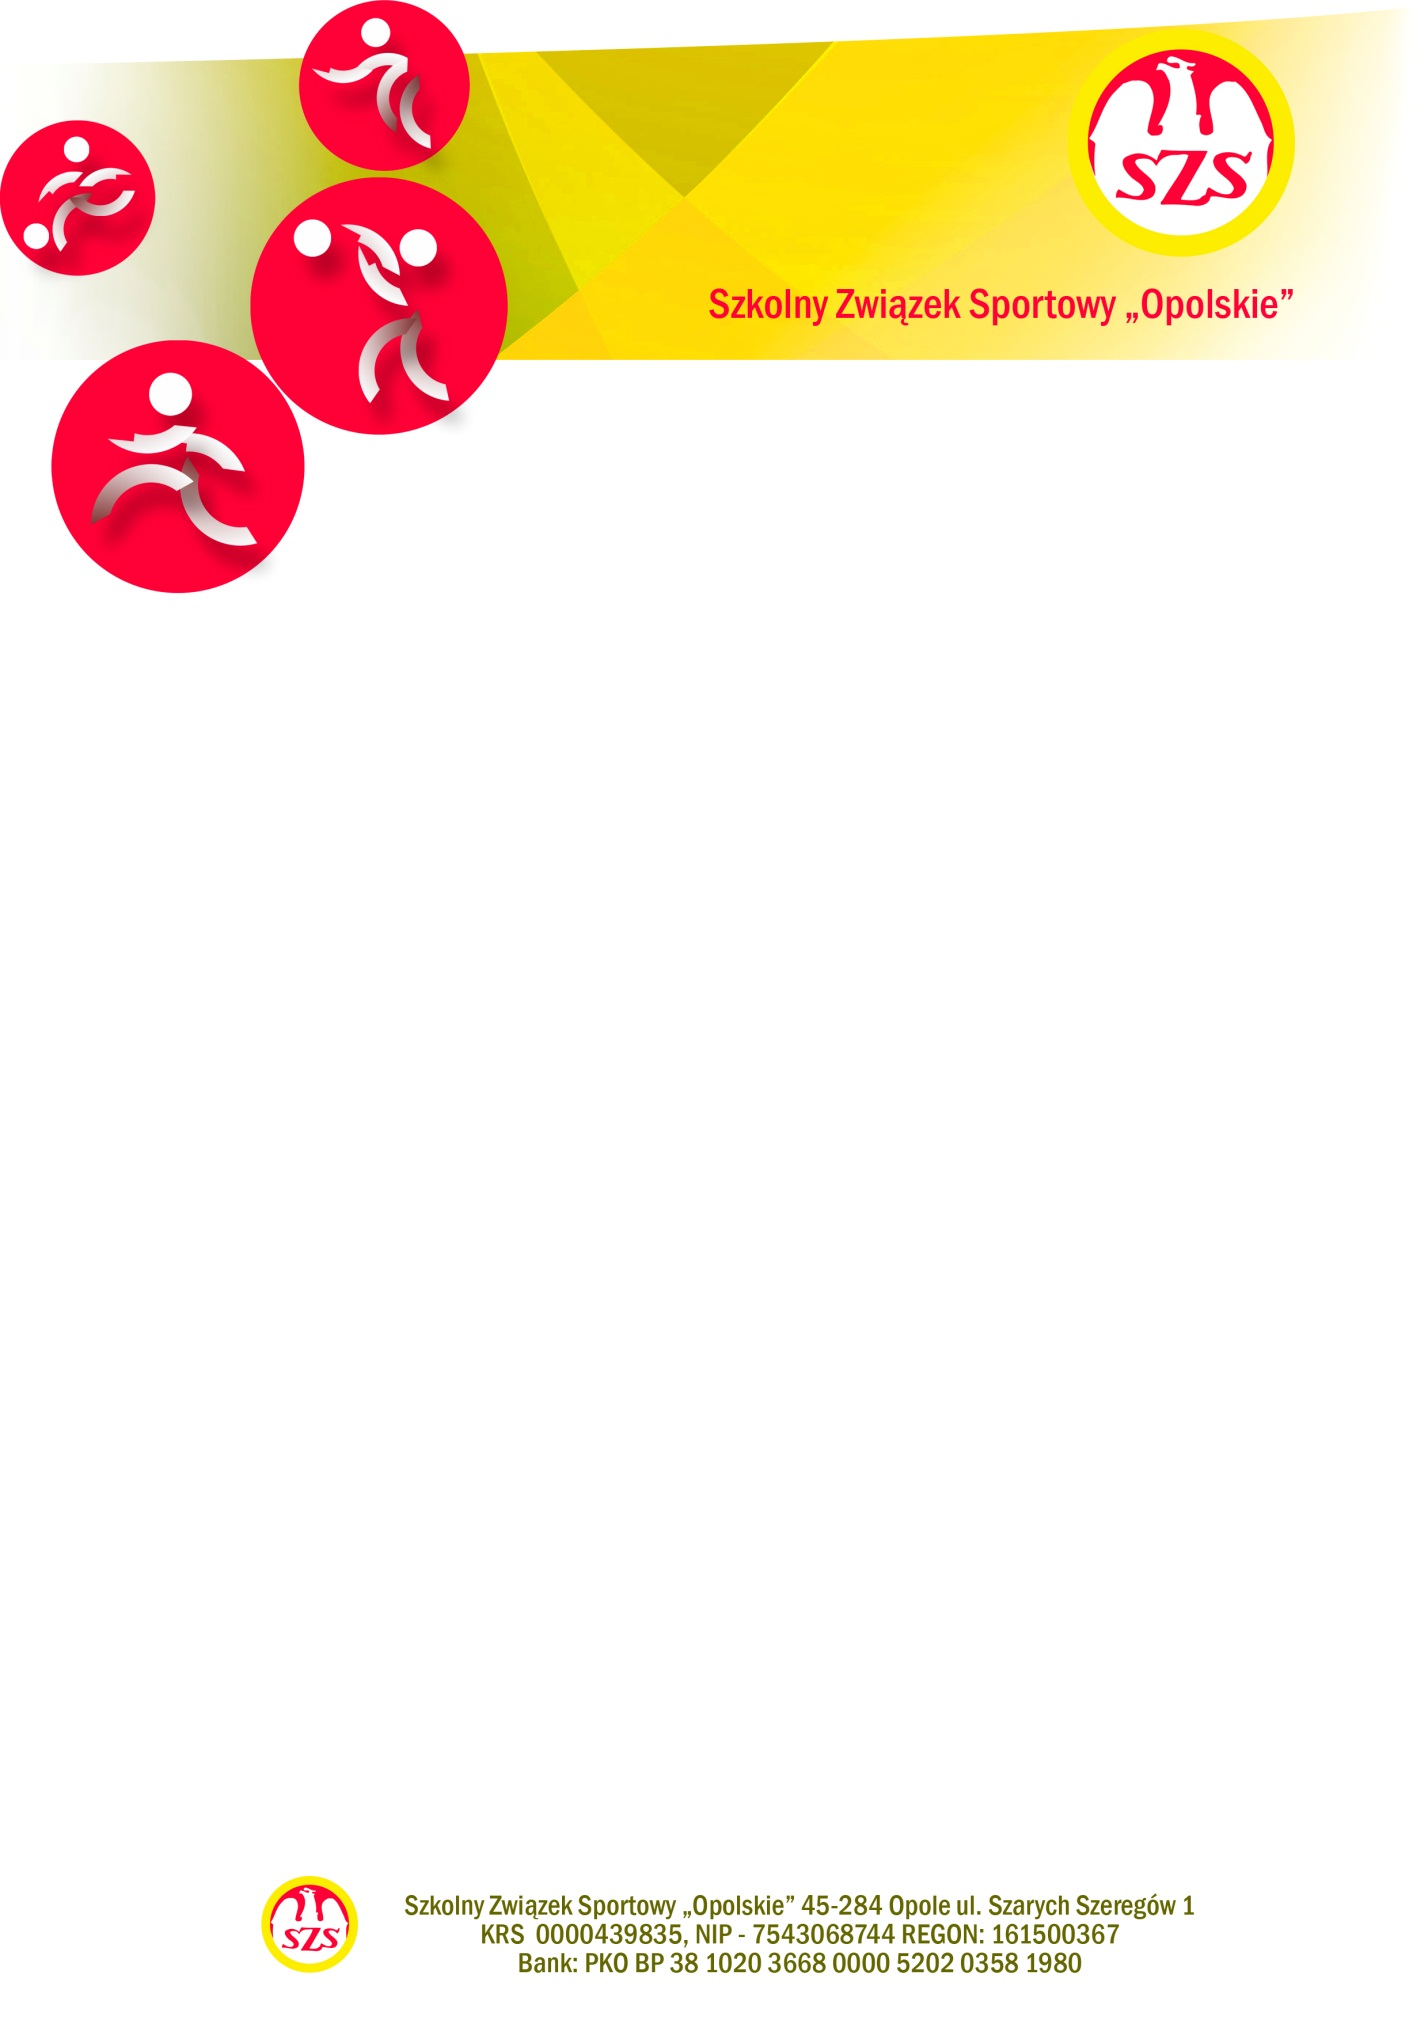 SZS
Szkolny Związek Sportowy „Opolskie”
SZS
Szkolny Związek Sportowy „Opolskie” 45-284 Opole ul. Szarych Szeregów 1
KRS  0000439835, NIP - 7543068744 REGON: 161500367
Bank: PKO BP 38 1020 3668 0000 5202 0358 1980